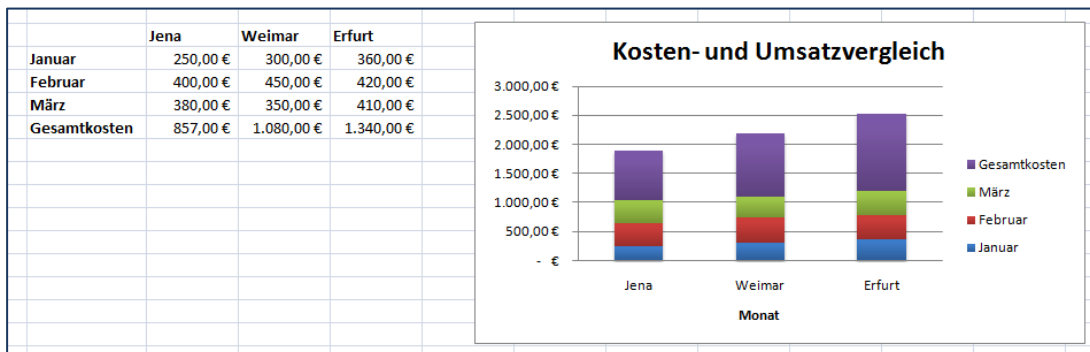 Jena Weimar Erfurt
Januar 250,00 € 300,00 € 360,00 €
Februar 400,00 € 450,00 € 420,00 €
März 380,00 € 350,00 € 410,00 €
Gesamtkosten 857,00 € 1.080,00 € 1.340,00 €
Kosten- und Umsatzvergleich
3.000,00 €
2.500,00 €
2.000,00 €
1.500,00 €
1.000,00 €
500,00 €
- €
Jena Weimar Erfurt
Monat
Gesamtkosten
März
Februar
Januar